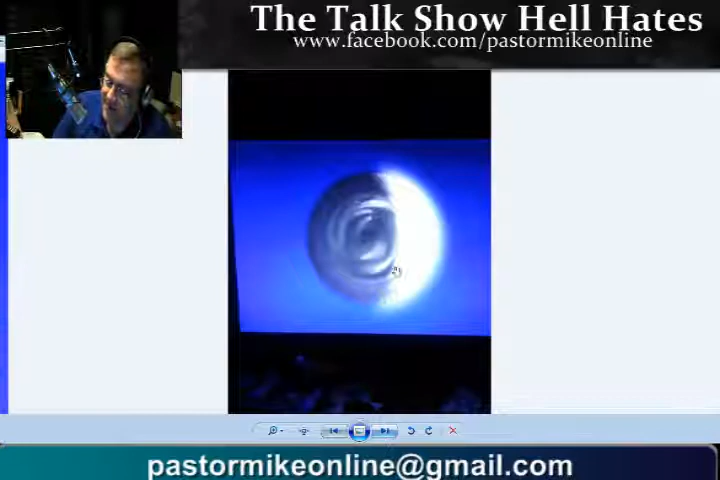 The Talk Show Hell Hates
www.facebook.com/pastormikeonline
pastormikeonline@gmail.com